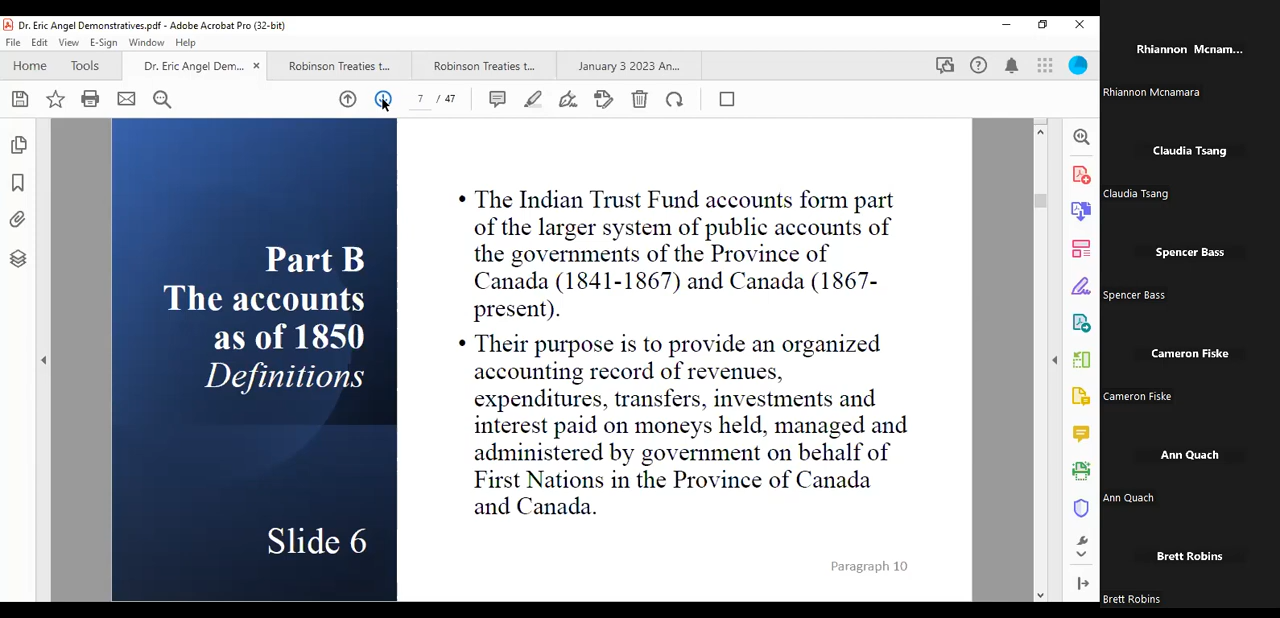 Dr. Eric Angel Demonstratives.pdf - Adobe Acrobat Pro (32-bit)
File Edit View E-Sign Window Help
Home Tools Dr. Eric Angel Dem... × Robinson Treaties t... Robinson Treaties t... January 3 2023 An...
7 / 47
Part B
The accounts
as of 1850
Definitions
Slide 6
• The Indian Trust Fund accounts form part
of the larger system of public accounts of
the governments of the Province of
Canada (1841-1867) and Canada (1867-
present).
• Their purpose is to provide an organized
accounting record of revenues,
expenditures, transfers, investments and
interest paid on moneys held, managed and
administered by government on behalf of
First Nations in the Province of Canada
and Canada.
Paragraph 10
Rhiannon Mcnam...
Rhiannon Mcnamara
Claudia Tsang
Claudia Tsang
Spencer Bass
Spencer Bass
Cameron Fiske
Cameron Fiske
Ann Quach
Ann Quach
Brett Robins
Brett Robins